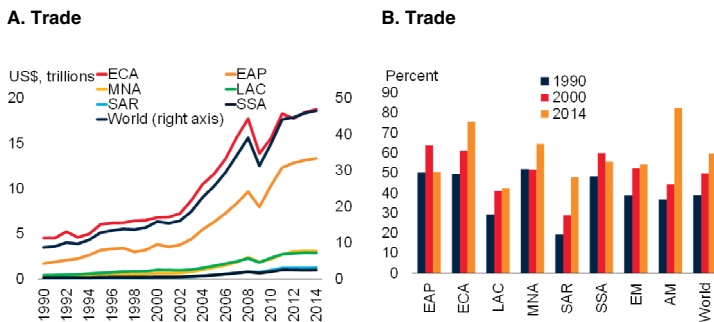 A. Trade
US$, trillions
ECA
EAP
MNA
LAC
SAR
SSA
World (right axis)
20
15
10
5
0
50
40
30
20
10
0
1990
1992
1994
1996
1998
2000
2002
2004
2006
2008
2010
2012
2014
B. Trade
Percent
1990
2000
2014
90
80
70
60
50
40
30
20
10
0
EAP
ECA
LAC
MNA
SAR
SSA
EM
AM
World